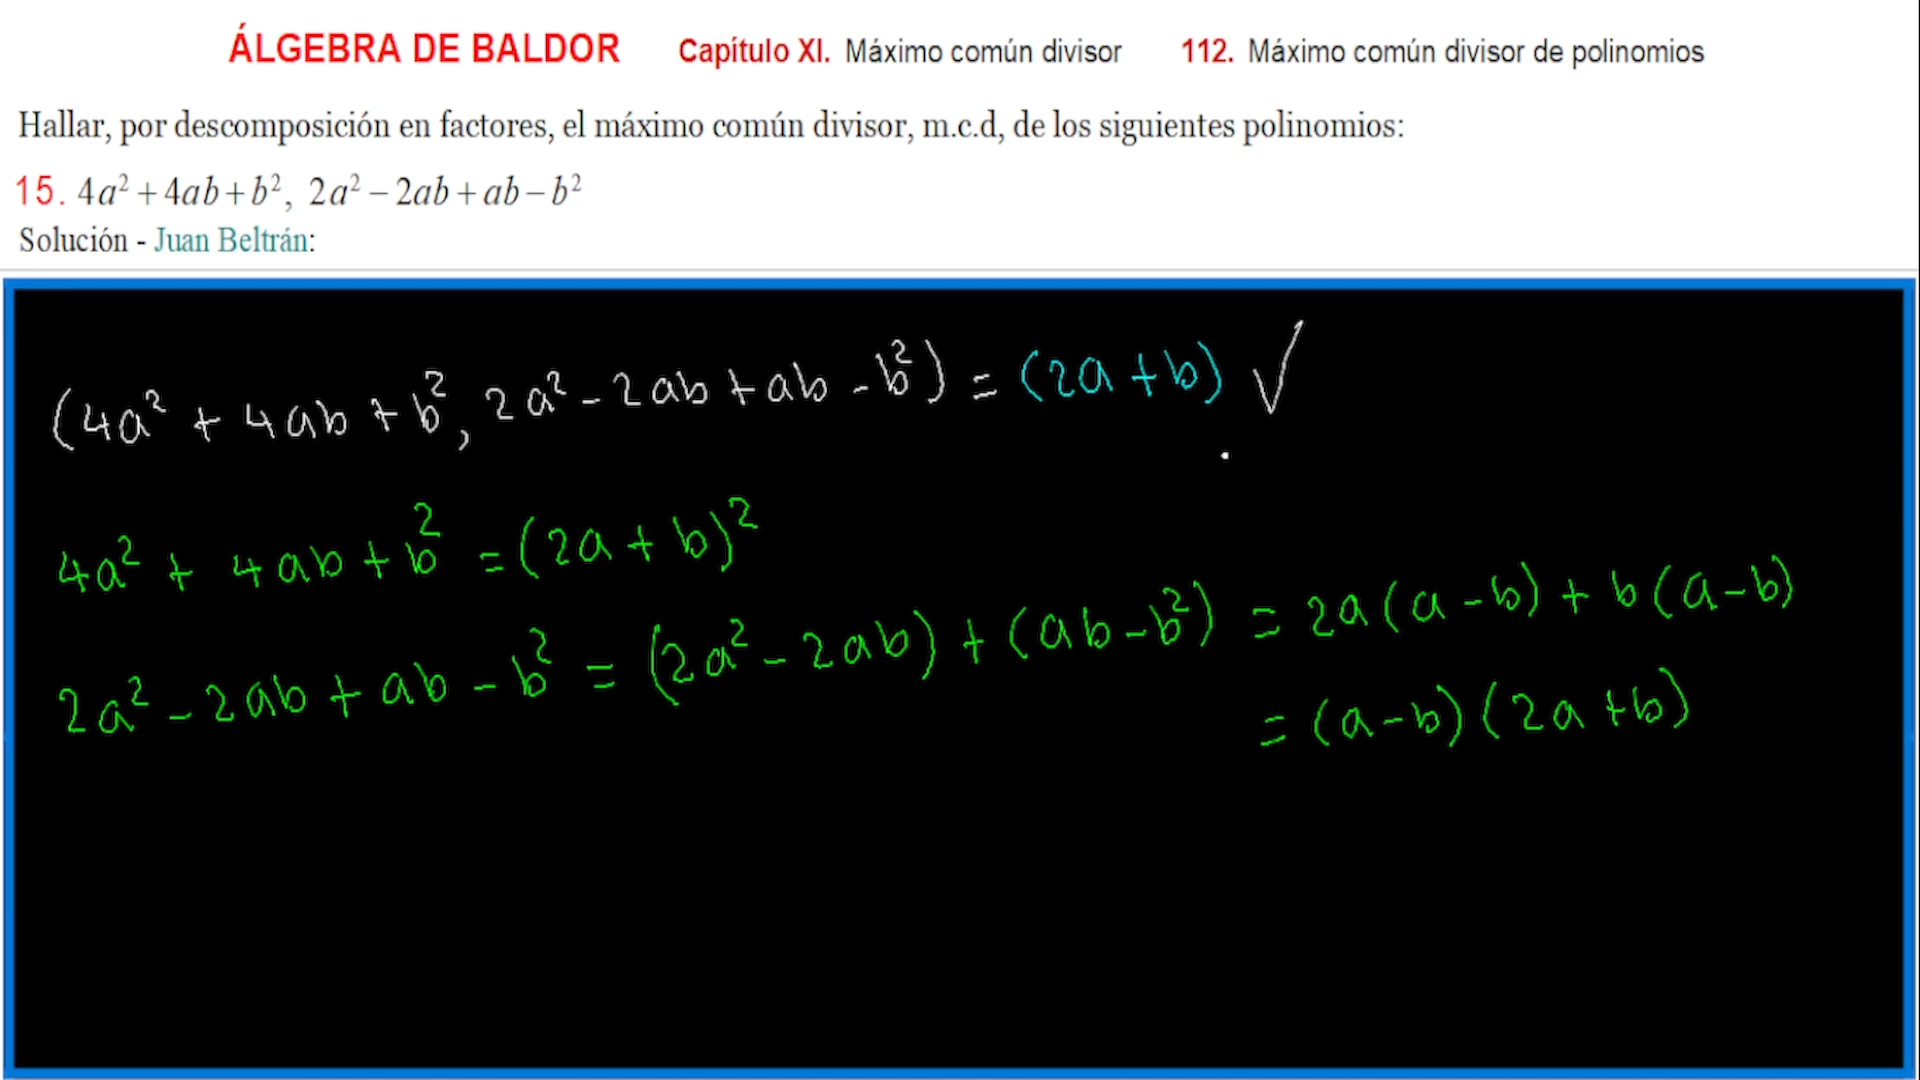 ÁLGEBRA DE BALDOR Capítulo XI. Máximo común divisor 112. Máximo común divisor de polinomios
Hallar, por descomposición en factores, el máximo común divisor, m.c.d, de los siguientes polinomios:
15. 4a² + 4ab + b², 2a² − 2ab + ab − b²
Solución - Juan Beltrán:
(4a² + 4ab + b², 2a² - 2ab + ab - b²) = (2a + b) √
4a² + 4ab + b² = (2a + b)²
2a² - 2ab + ab - b² = (2a² - 2ab) + (ab - b²) = 2a(a - b) + b(a - b)
= (a - b)(2a + b)